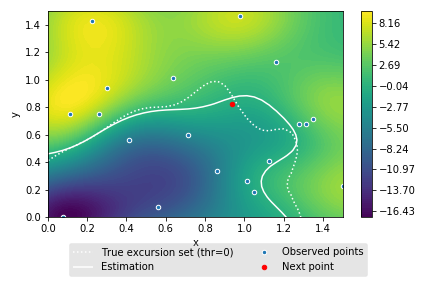 1.4
1.2
1.0
0.8
0.6
0.4
0.2
0.0
y
0.0 0.2 0.4 0.6 0.8 1.0 1.2 1.4
x
8.16
5.42
2.69
−0.04
−2.77
−5.50
−8.24
−10.97
−13.70
−16.43
True excursion set (thr=0)
Estimation
Observed points
Next point